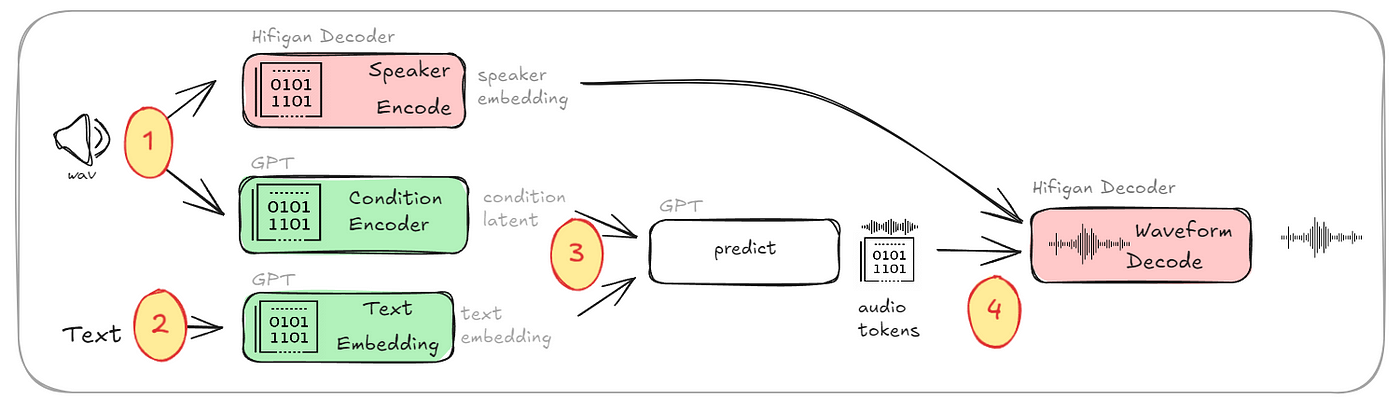 Hifigan Decoder
0101
1101
Speaker
Encode
speaker
embedding
1
wav
GPT
0101
1101
Condition
Encoder
condition
latent
GPT
0101
1101
Text
Embedding
text
embedding
Text
2
3
GPT
predict
0101
1101
audio
tokens
4
Hifigan Decoder
Waveform
Decode